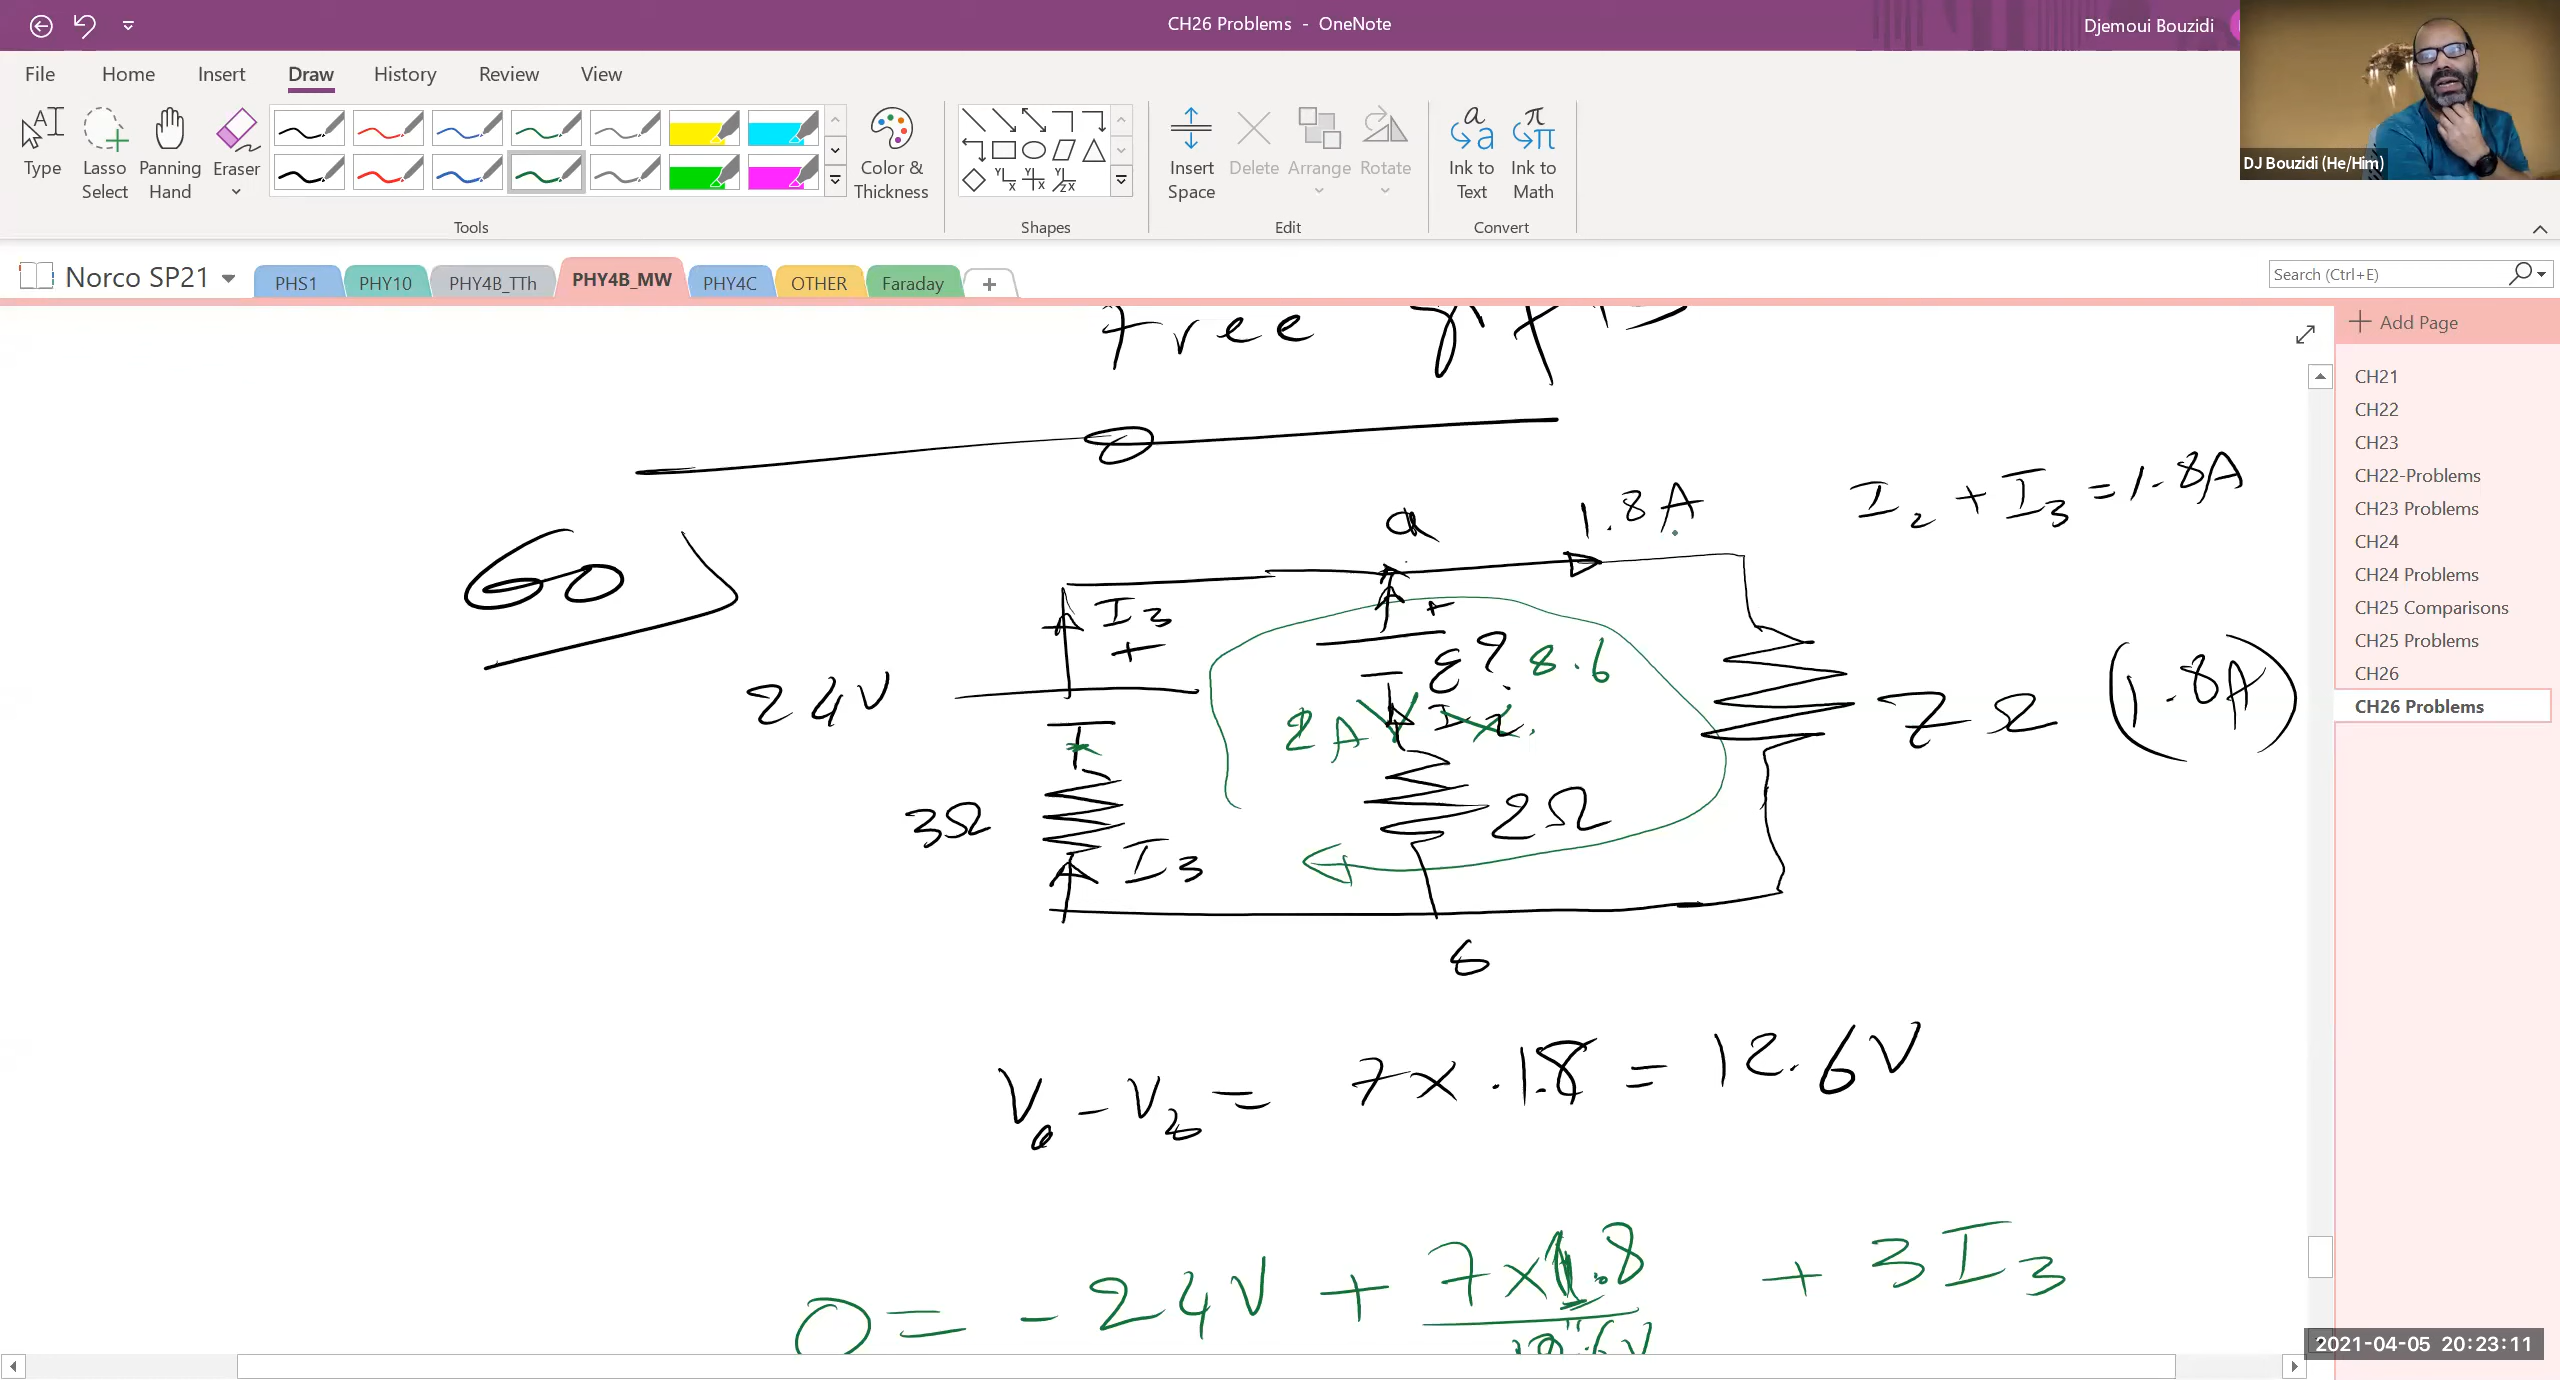 CH26 Problems - OneNote
Djemoui Bouzidi
File Home Insert Draw History Review View
Type
Lasso Select
Panning Hand
Eraser
Color & Thickness
Insert Space
Delete
Arrange
Rotate
Ink to Text
Ink to Math
Tools
Shapes
Edit
Convert
DJ Bouzidi (He/Him)
Norco SP21
PHS1 PHY10 PHY4B_TTh PHY4B_MW PHY4C OTHER Faraday
Search (Ctrl+E)
Add Page
CH21
CH22
CH23
CH22-Problems
CH23 Problems
CH24
CH24 Problems
CH25 Comparisons
CH25 Problems
CH26
CH26 Problems
free
60)
a
1.8A
I2 + I3 = 1.8A
I3
+
+
24V
ε?
8.6
2A
I2
7Ω
(1.8A)
3Ω
I3
2Ω
b
Va - Vb = 7 x 1.8 = 12.6V
0 = - 24V + 7x1.8 + 3I3
12.6V
2021-04-05 20:23:11